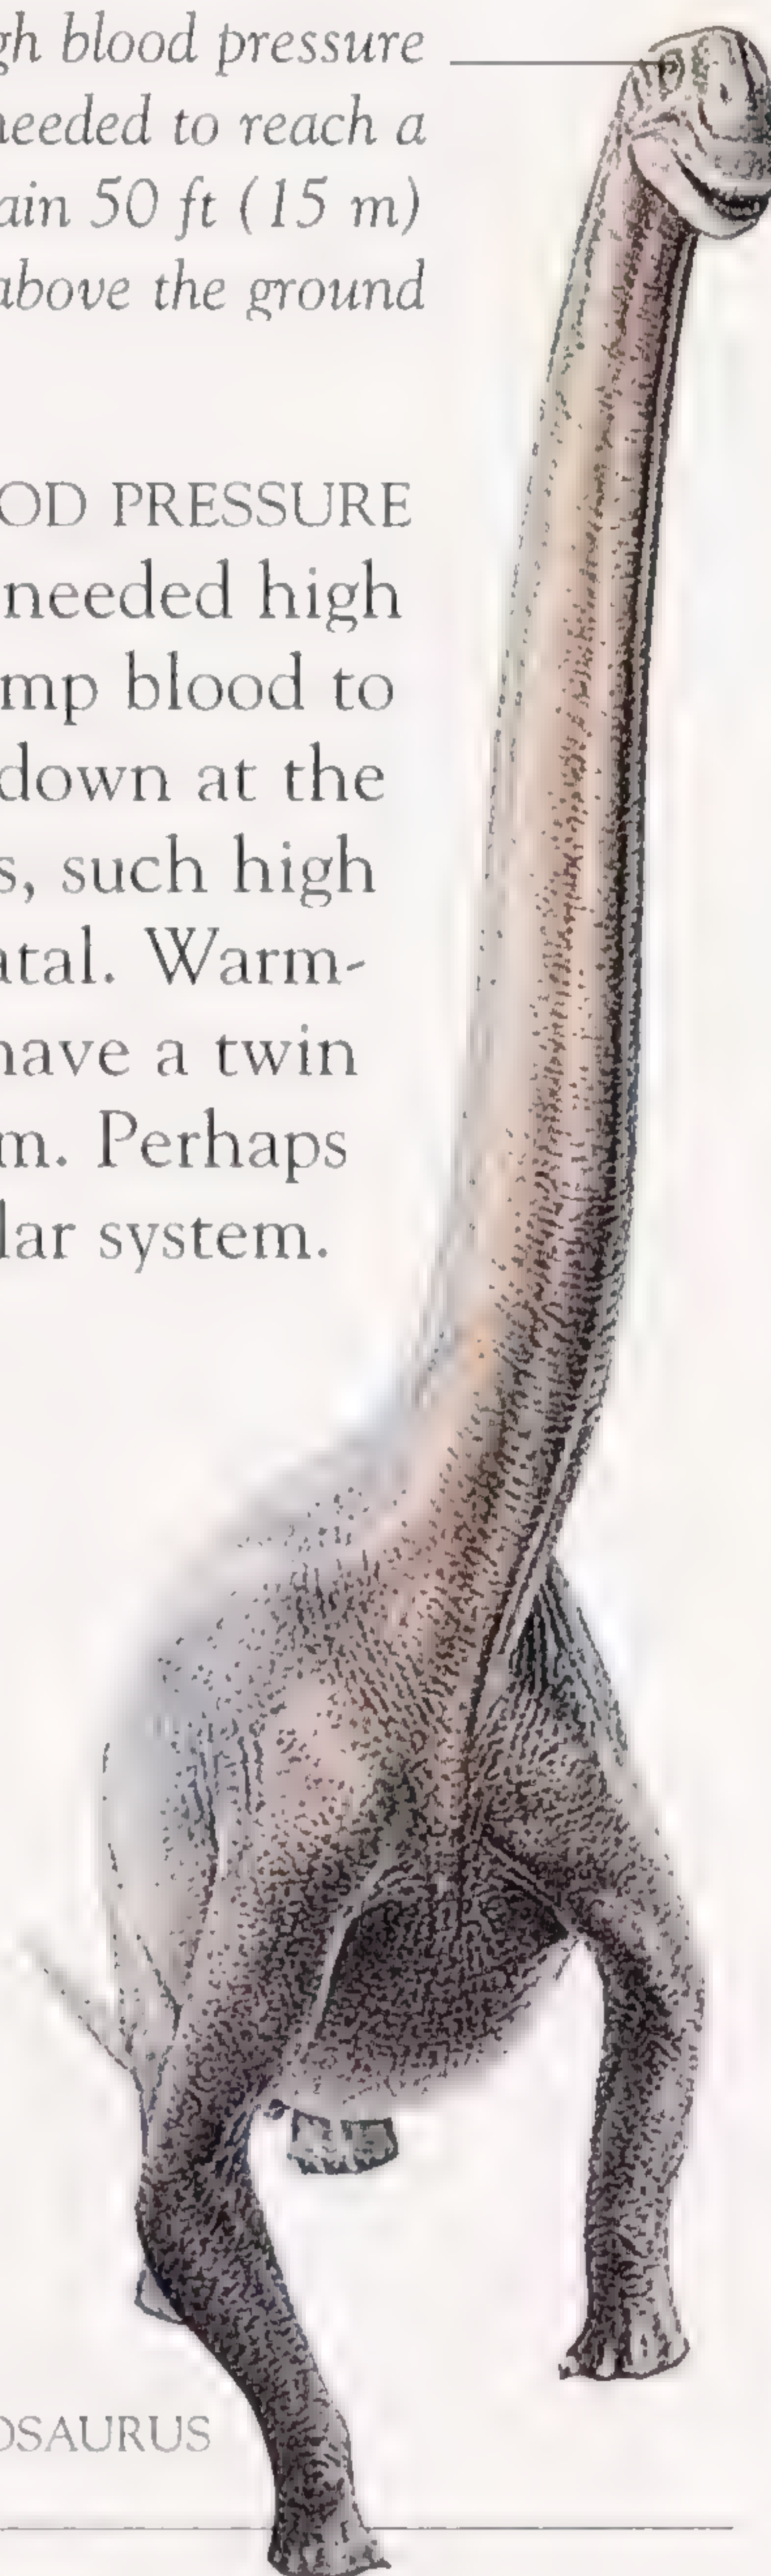 gh blood pressure
needed to reach a
ain 50 ft (15 m)
above the ground
OD PRESSURE
needed high
mp blood to
down at the
s, such high
atal. Warm-
have a twin
m. Perhaps
lar system.
OSAURUS